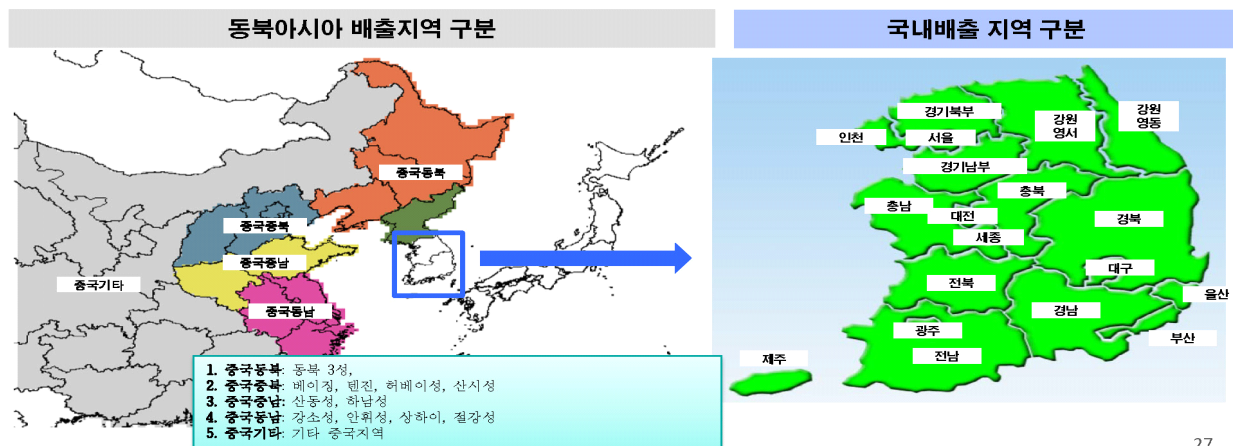 동북아시아 배출지역 구분
국내배출 지역 구분
중국동북
중국중북
중국중남
중국기타
중국동남
1. 중국동북: 동북 3성,
2. 중국중북: 베이징, 텐진, 허베이성, 산시성
3. 중국중남: 산동성, 하남성
4. 중국동남: 강소성, 안휘성, 상하이, 절강성
5. 중국기타: 기타 중국지역
경기북부
강원
영서
강원
영동
인천
서울
경기남부
충북
충남
대전
경북
세종
대구
전북
울산
경남
광주
부산
전남
제주
27